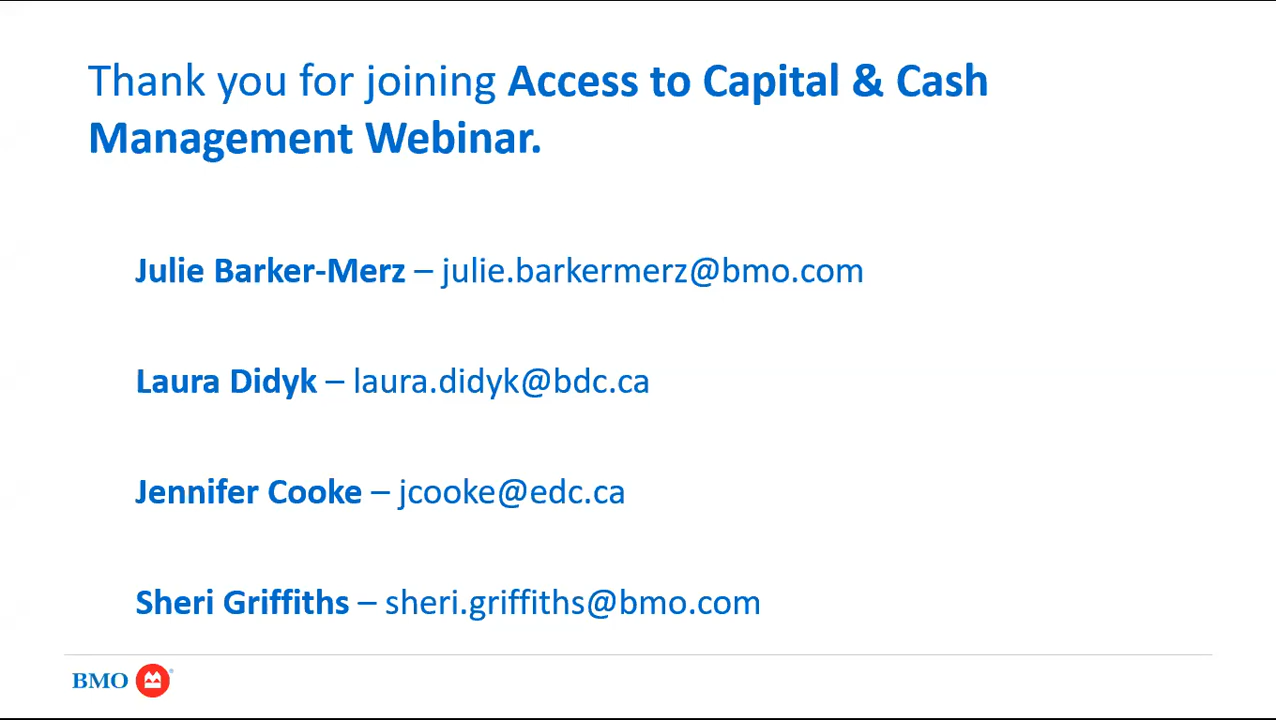 Thank you for joining Access to Capital & Cash
Management Webinar.
Julie Barker-Merz – julie.barkermerz@bmo.com
Laura Didyk – laura.didyk@bdc.ca
Jennifer Cooke – jcooke@edc.ca
Sheri Griffiths – sheri.griffiths@bmo.com
BMO ®